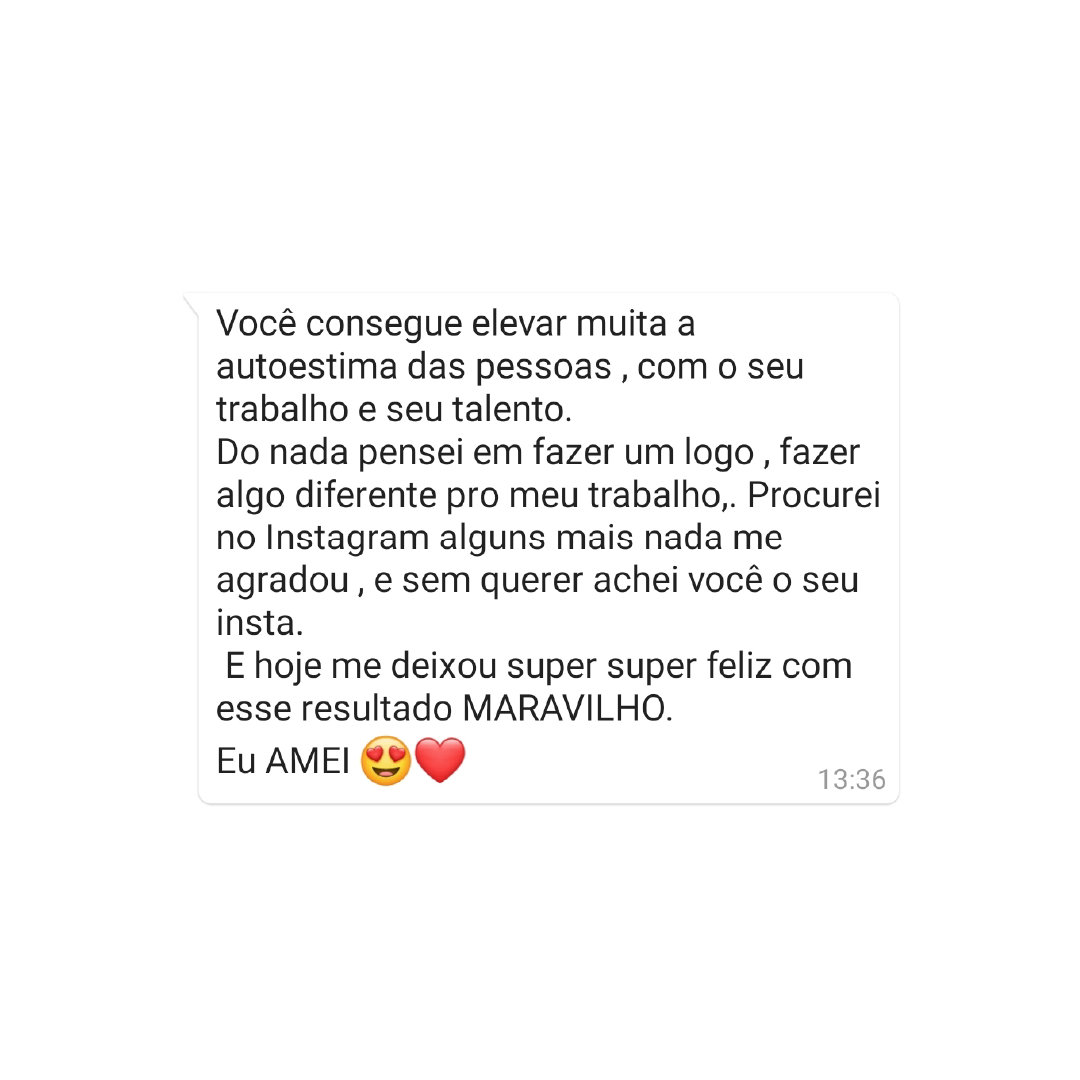 Você consegue elevar muita a
autoestima das pessoas , com o seu
trabalho e seu talento.
Do nada pensei em fazer um logo , fazer
algo diferente pro meu trabalho,. Procurei
no Instagram alguns mais nada me
agradou , e sem querer achei você o seu
insta.
E hoje me deixou super super feliz com
esse resultado MARAVILHO.
Eu AMEI 😍❤️
13:36